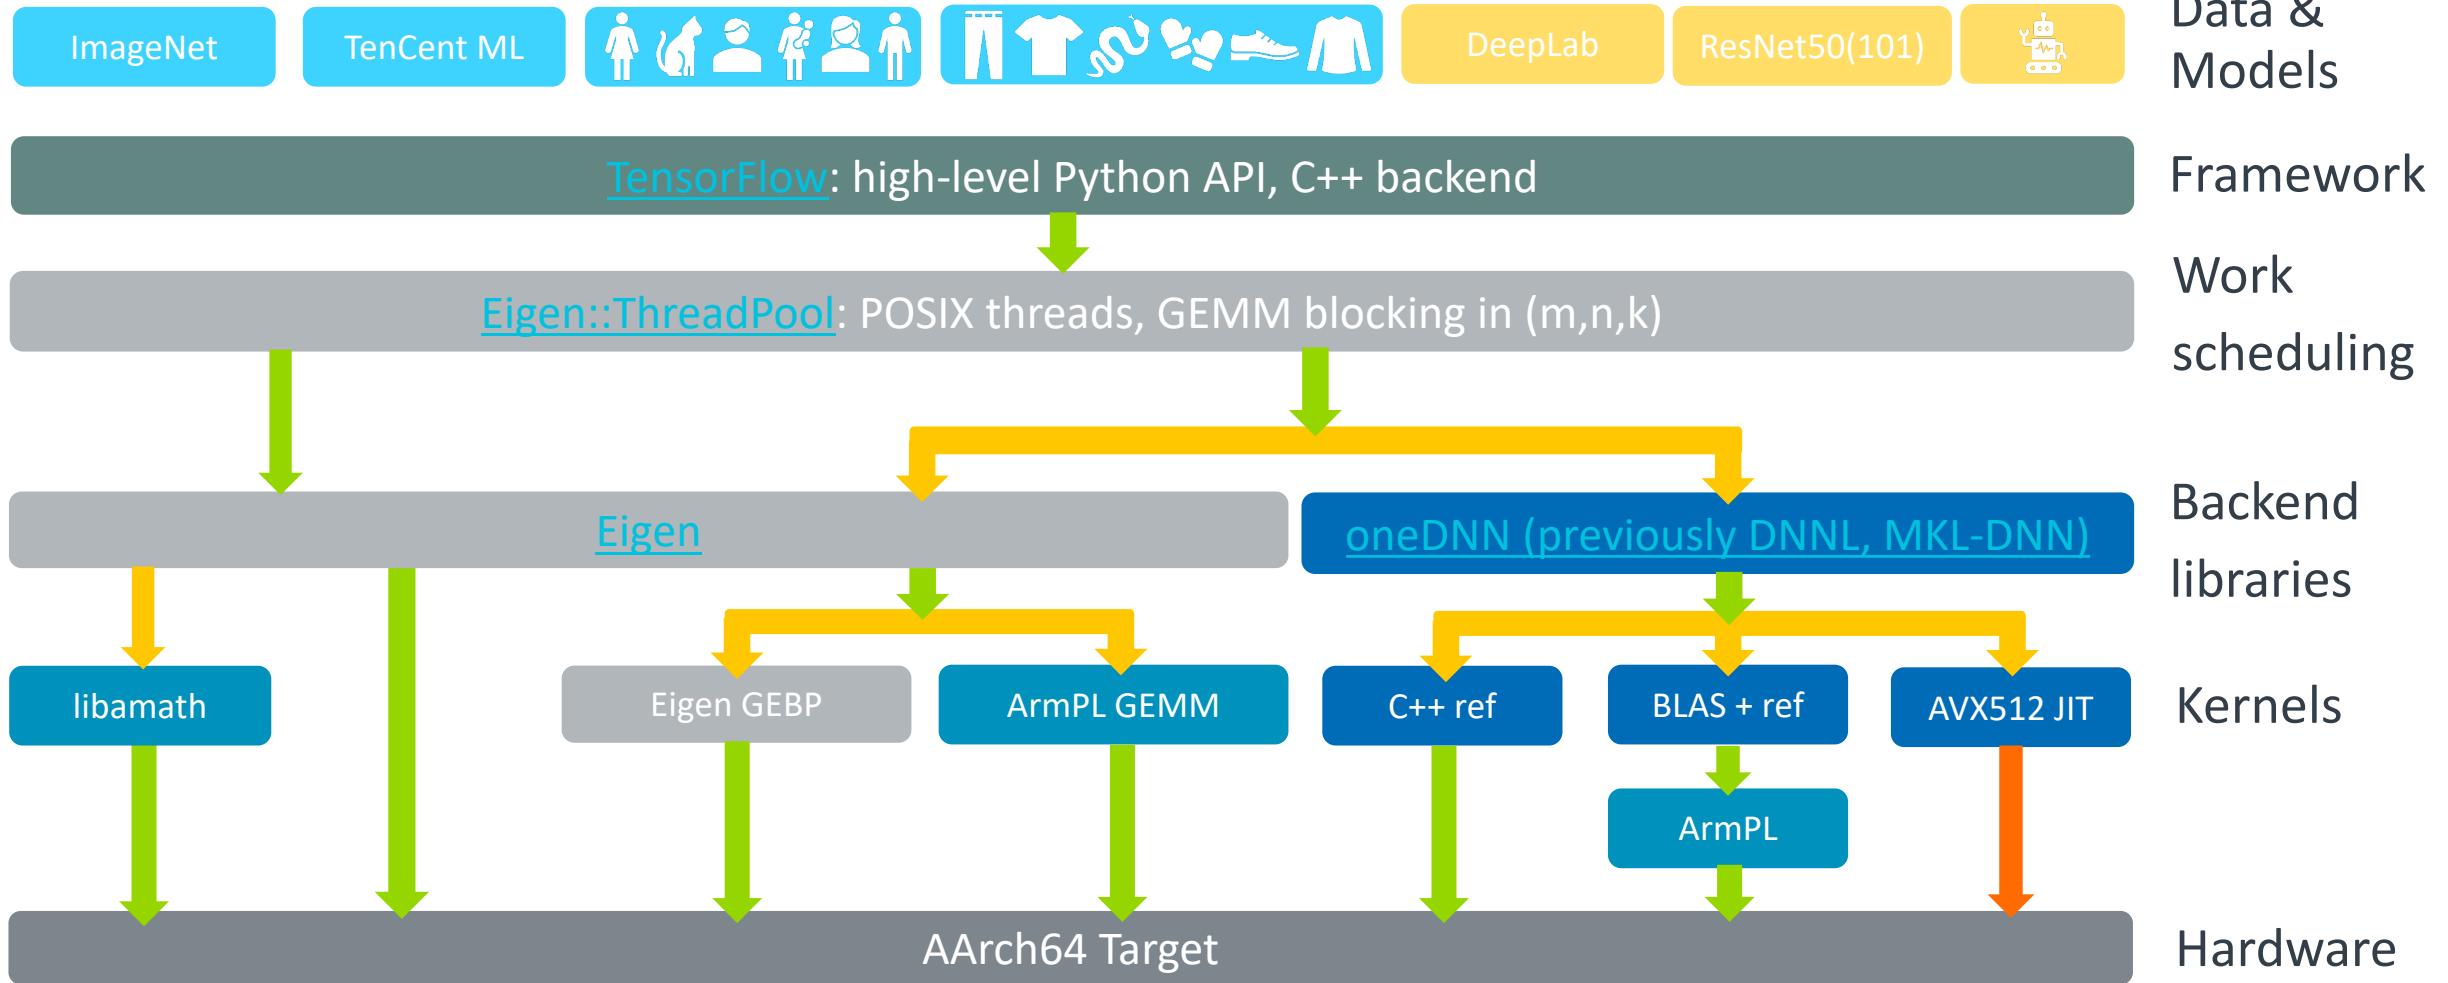 ImageNet
TenCent ML
DeepLab
ResNet50(101)
Data &
Models
TensorFlow: high-level Python API, C++ backend
Framework
Eigen::ThreadPool: POSIX threads, GEMM blocking in (m,n,k)
Work
scheduling
Eigen
oneDNN (previously DNNL, MKL-DNN)
Backend
libraries
libamath
Eigen GEBP
ArmPL GEMM
C++ ref
BLAS + ref
AVX512 JIT
Kernels
ArmPL
AArch64 Target
Hardware